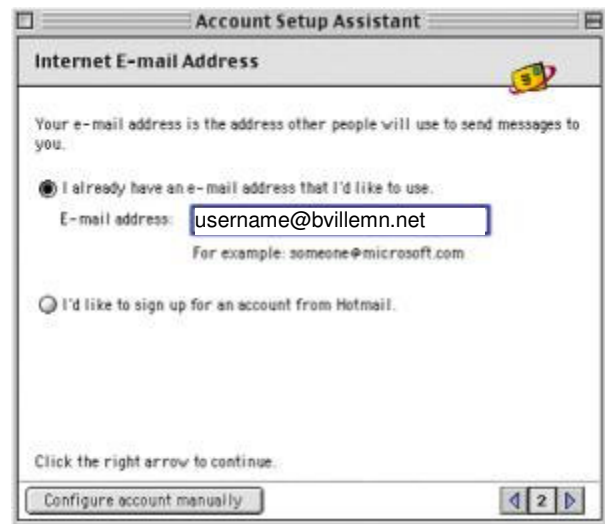 Account Setup Assistant
Internet E-mail Address
Your e-mail address is the address other people will use to send messages to
you.
I already have an e-mail address that I'd like to use.
E-mail address: username@bvillemn.net
For example: someone@microsoft.com
I'd like to sign up for an account from Hotmail.
Click the right arrow to continue.
Configure account manually 2